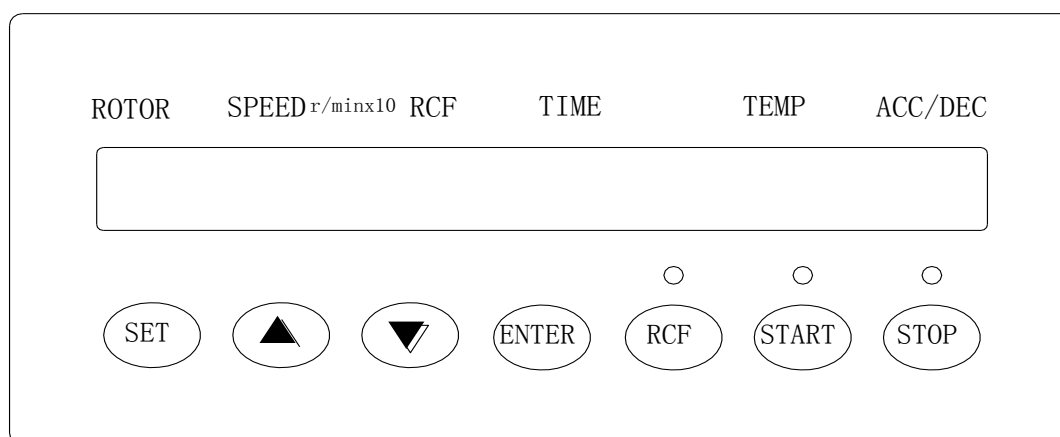 ROTOR SPEED r/minx10 RCF TIME TEMP ACC/DEC
SET ENTER RCF START STOP